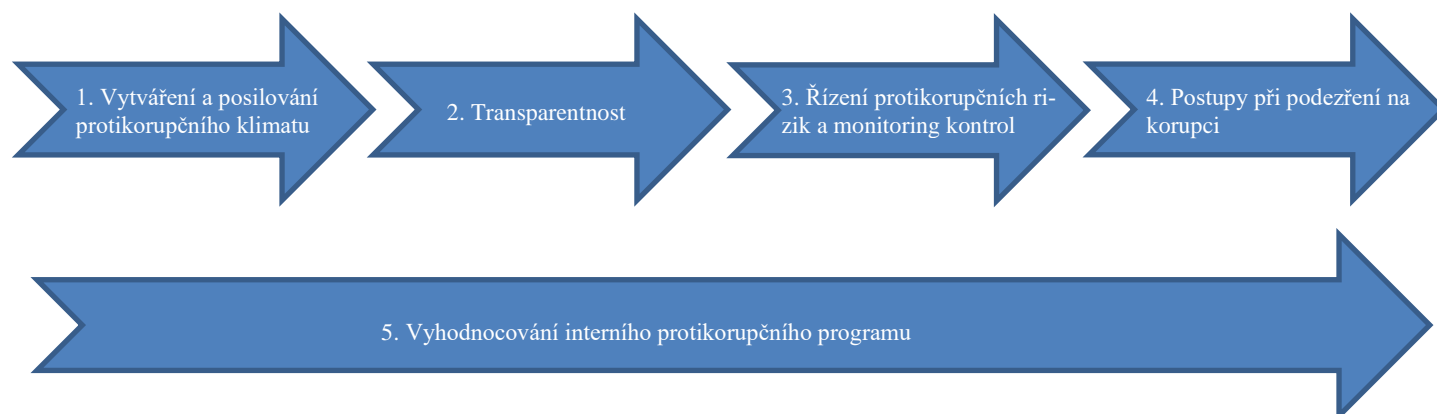 1. Vytváření a posilování
protikorupčního klimatu
2. Transparentnost
3. Řízení protikorupčních ri-
zik a monitoring kontrol
4. Postupy při podezření na
korupci
5. Vyhodnocování interního protikorupčního programu